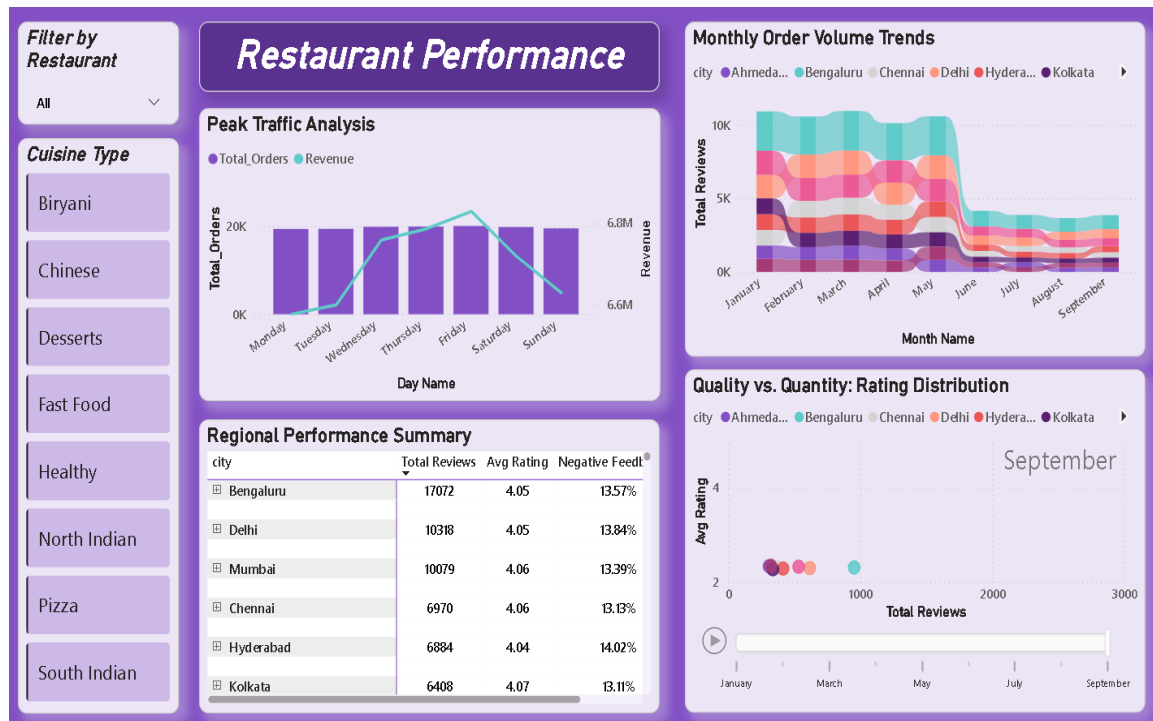 Filter by
Restaurant
All
Cuisine Type
Biryani
Chinese
Desserts
Fast Food
Healthy
North Indian
Pizza
South Indian
Restaurant Performance
Peak Traffic Analysis
Total_Orders Revenue
Total_Orders
20K
0K
6.8M
6.6M
Revenue
Monday Tuesday Wednesday Thursday Friday Saturday Sunday
Day Name
Regional Performance Summary
city Total Reviews Avg Rating Negative Feedb
Bengaluru 17072 4.05 13.57%
Delhi 10318 4.05 13.84%
Mumbai 10079 4.06 13.39%
Chennai 6970 4.06 13.13%
Hyderabad 6884 4.04 14.02%
Kolkata 6408 4.07 13.11%
Monthly Order Volume Trends
city Ahmeda... Bengaluru Chennai Delhi Hydera... Kolkata
Total Reviews
10K
5K
0K
January February March April May June July August September
Month Name
Quality vs. Quantity: Rating Distribution
city Ahmeda... Bengaluru Chennai Delhi Hydera... Kolkata
September
Avg Rating
4
2
0 1000 2000 3000
Total Reviews
January March May July September